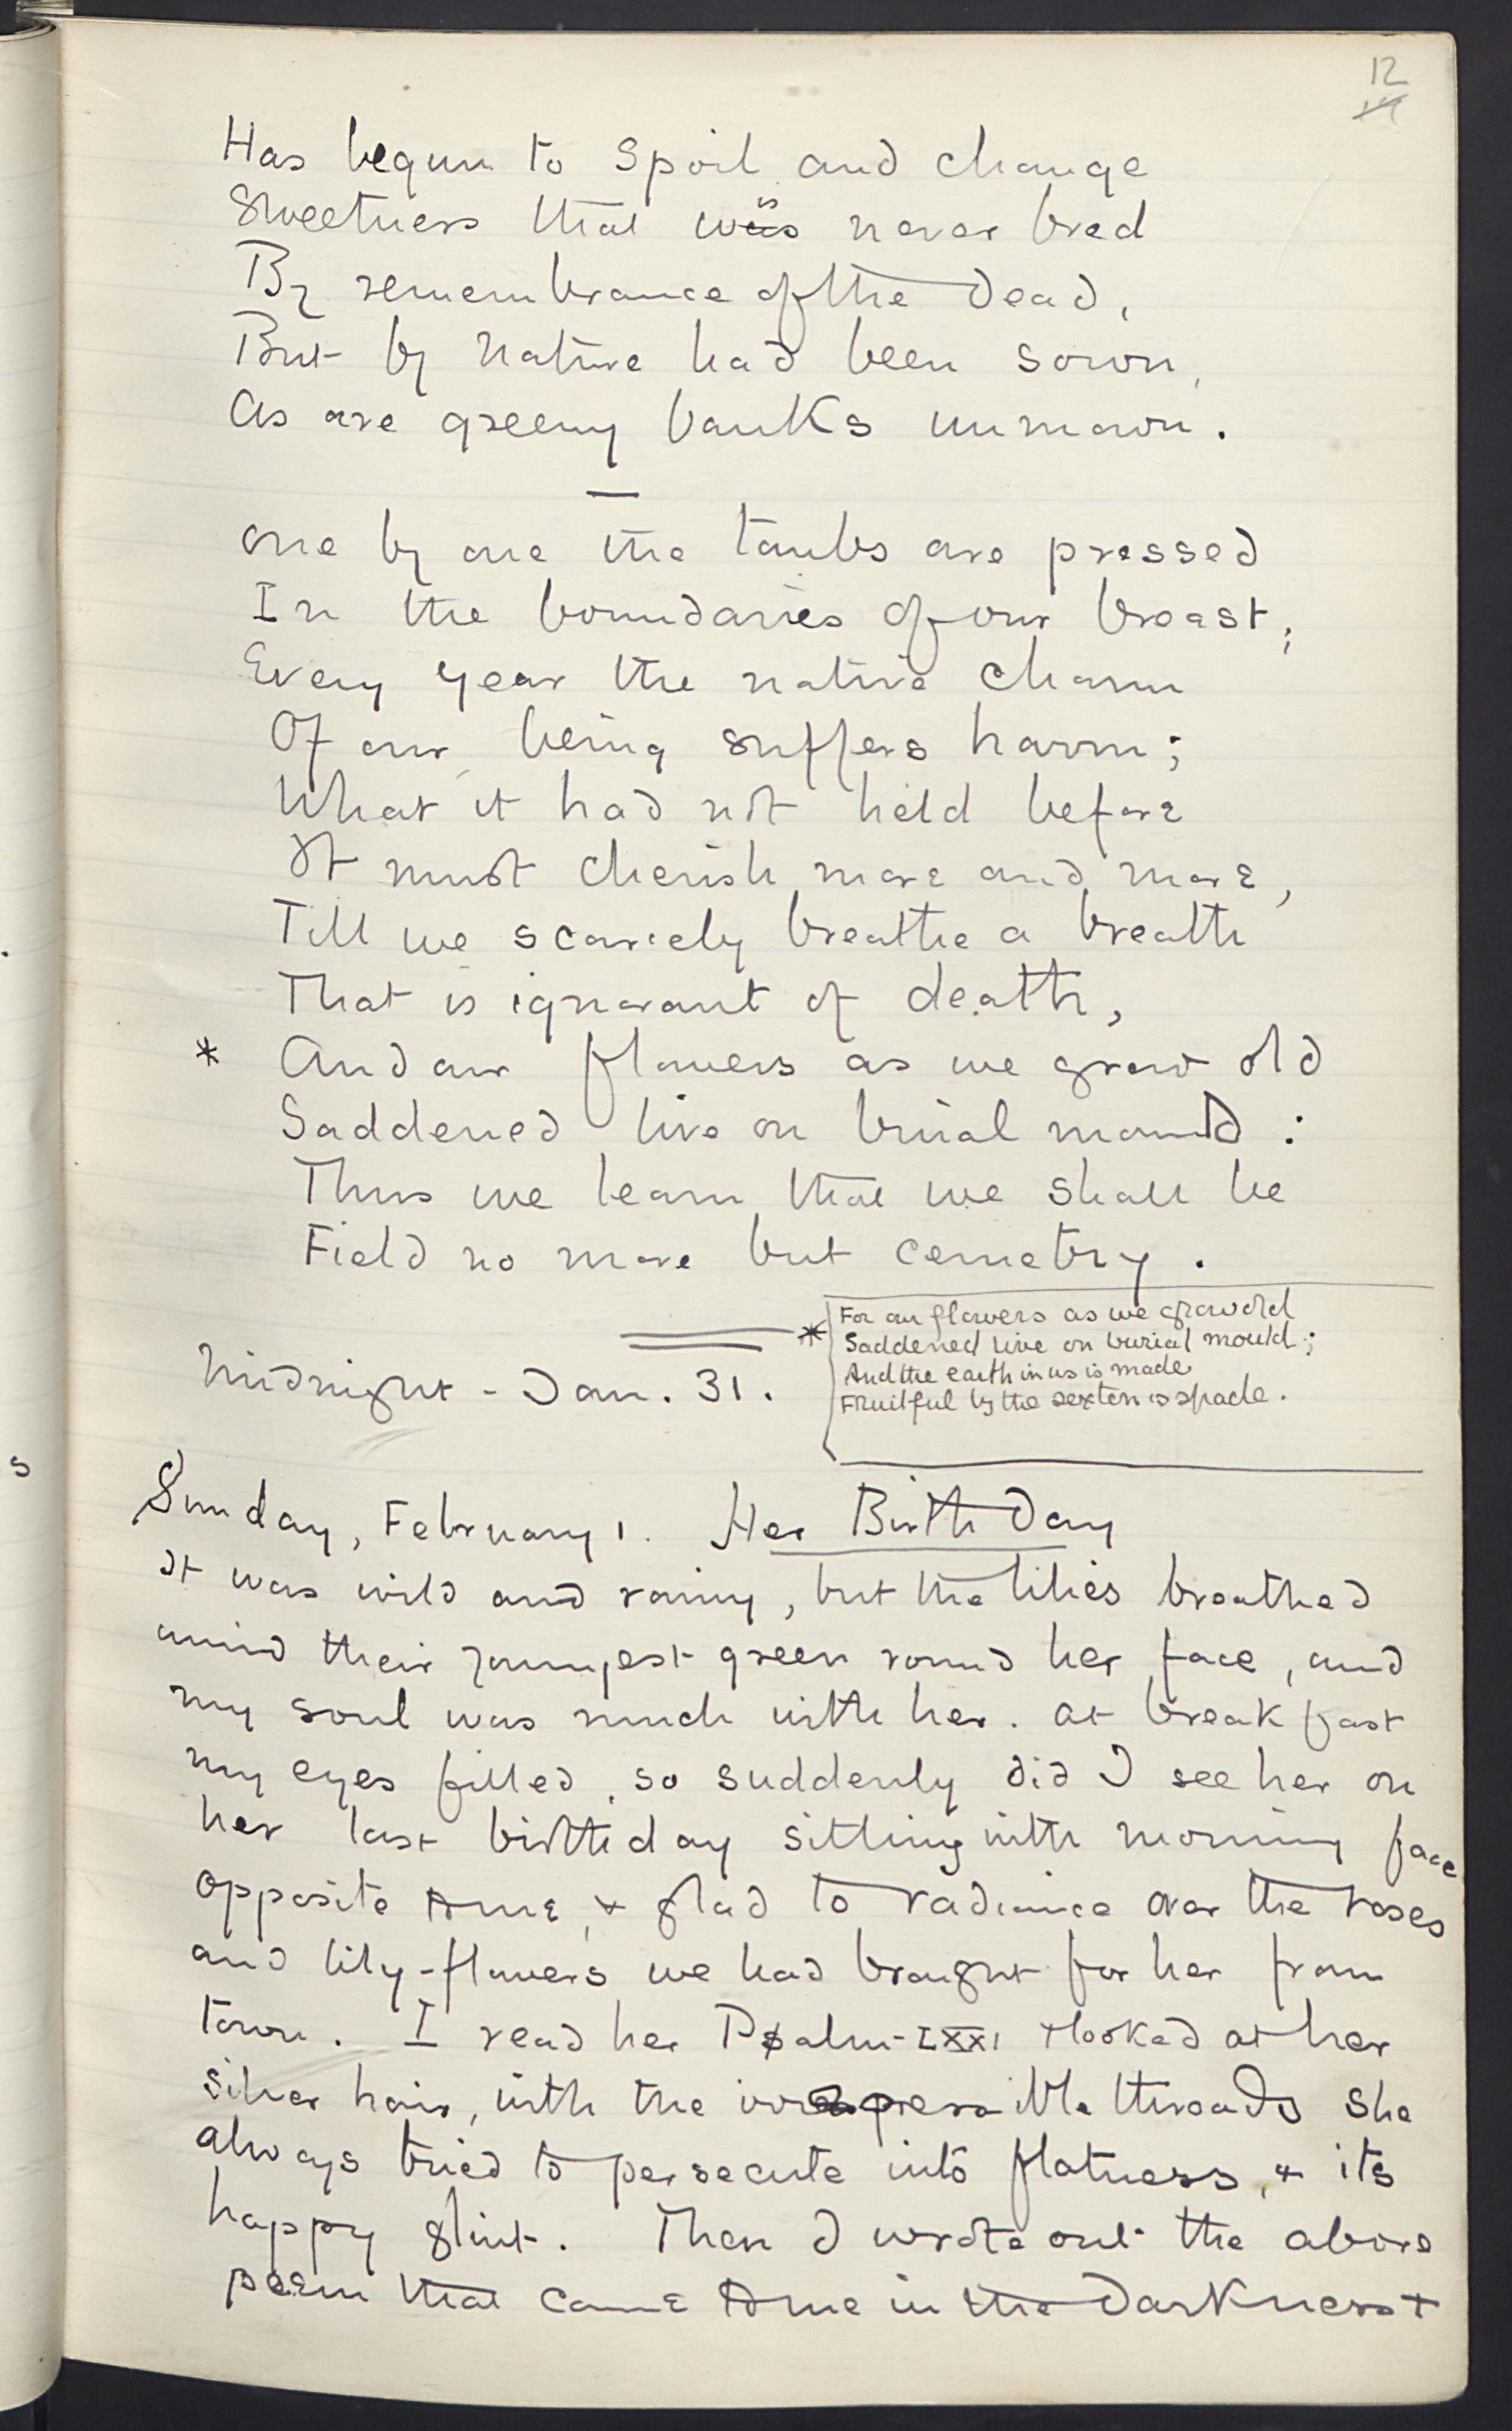 12
Has begun to spoil and change
Sweetness that was is never bred
By remembrance of the dead,
But by nature had been sown,
As are greeny banks unmown.
One by one the tombs are pressed
In the boundaries of our breast;
Every year the native charm
Of our being suffers harm;
What it had not held before
It must cherish more and more,
Till we scarcely breathe a breath
That is ignorant of death,
* And our flowers as we grow old
Saddened live on burial mould:
Thus we learn that we shall be
Field no more but cemetry.
* For our flowers as we grow old
Saddened live on burial mould;
And the earth in us is made
Fruitful by the sexton's spade.
Midnight - Jan. 31.
Sunday, February 1. Her Birth Day
It was wild and rainy, but the lilies breathed
amid their youngest green round her face, and
my soul was much with her. At breakfast
my eyes filled, so suddenly did I see her on
her last birthday sitting with morning face
opposite to me, & glad to radiance over the roses
and lily-flowers we had brought for her from
town. I read her Psalm LXXI & looked at her
silver hair, with the irrepressible threads she
always tried to persecute into flatness, & its
happy glint. Then I wrote out the above
poem that came to me in the darkness &